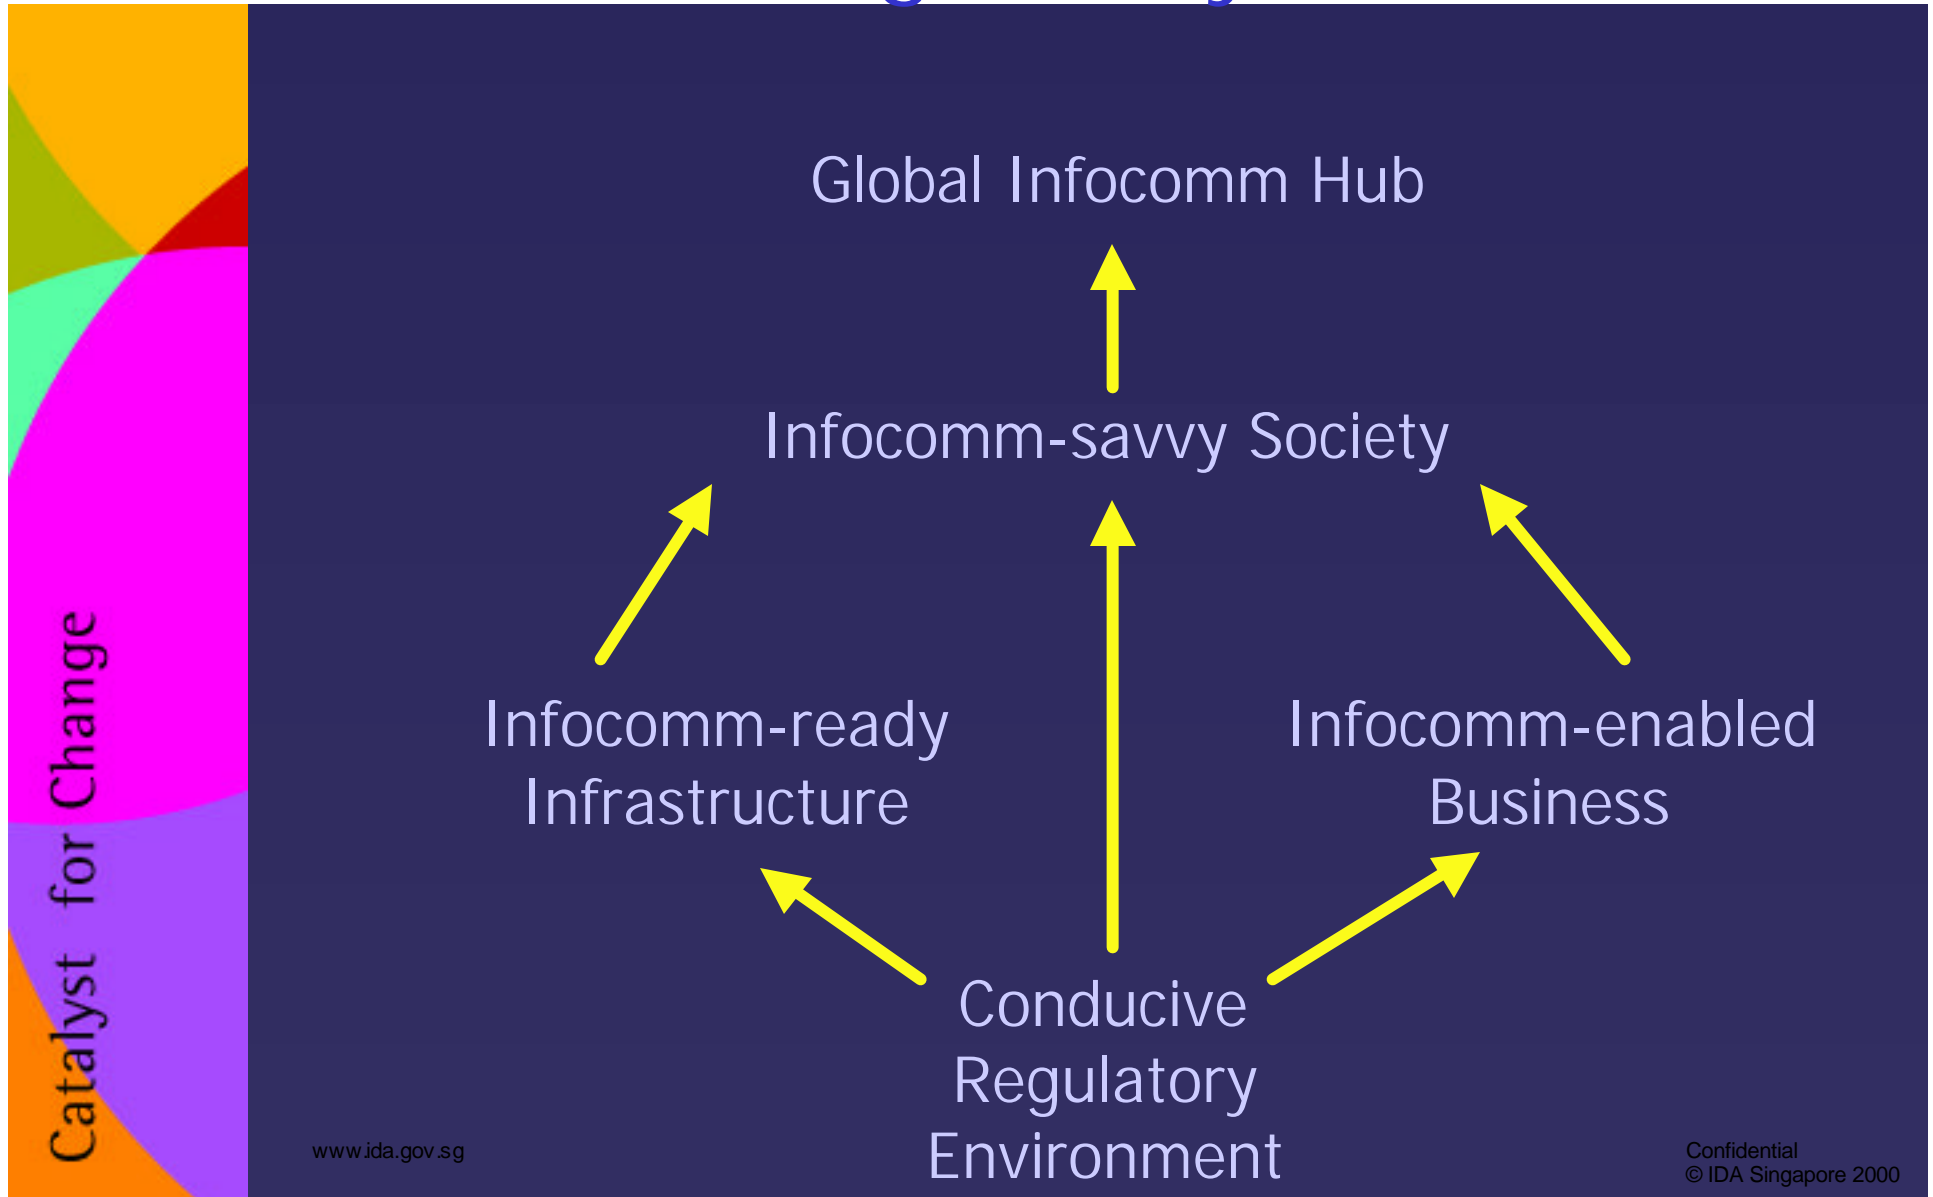 Global Infocomm Hub
Infocomm-savvy Society
Infocomm-ready
Infrastructure
Infocomm-enabled
Business
Conducive
Regulatory
Environment
Catalyst for Change
www.ida.gov.sg
Confidential
© IDA Singapore 2000